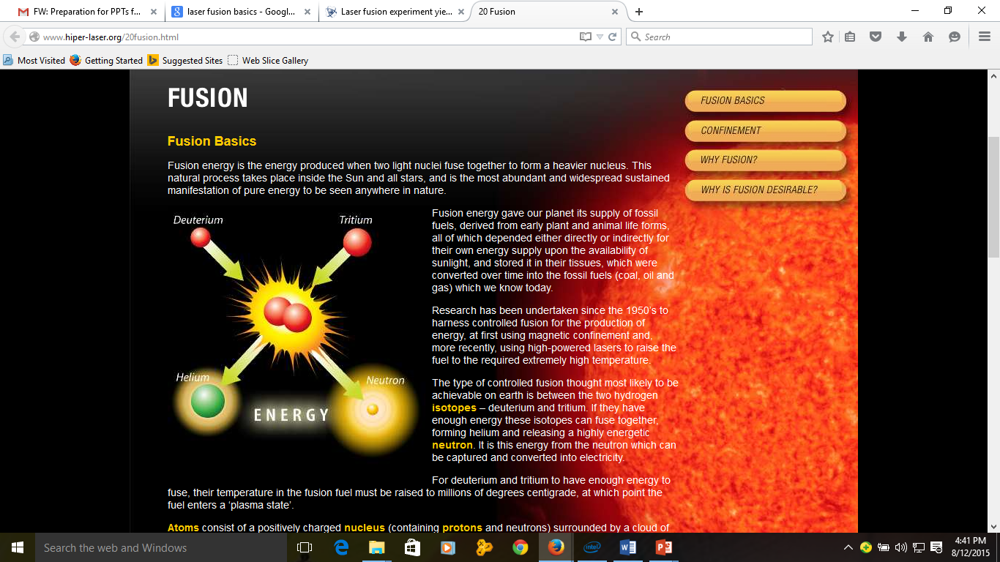 FW: Preparation for PPTs f...
laser fusion basics - Googl...
Laser fusion experiment yie...
20 Fusion
www.hiper-laser.org/20fusion.html
Search
Most Visited
Getting Started
Suggested Sites
Web Slice Gallery
FUSION
FUSION BASICS
CONFINEMENT
WHY FUSION?
WHY IS FUSION DESIRABLE?
Fusion Basics
Fusion energy is the energy produced when two light nuclei fuse together to form a heavier nucleus. This
natural process takes place inside the Sun and all stars, and is the most abundant and widespread sustained
manifestation of pure energy to be seen anywhere in nature.
Deuterium
Tritium
Helium
Neutron
ENERGY
Fusion energy gave our planet its supply of fossil
fuels, derived from early plant and animal life forms,
all of which depended either directly or indirectly for
their own energy supply upon the availability of
sunlight, and stored it in their tissues, which were
converted over time into the fossil fuels (coal, oil and
gas) which we know today.
Research has been undertaken since the 1950's to
harness controlled fusion for the production of
energy, at first using magnetic confinement and,
more recently, using high-powered lasers to raise the
fuel to the required extremely high temperature.
The type of controlled fusion thought most likely to be
achievable on earth is between the two hydrogen
isotopes – deuterium and tritium. If they have
enough energy these isotopes can fuse together,
forming helium and releasing a highly energetic
neutron. It is this energy from the neutron which can
be captured and converted into electricity.
For deuterium and tritium to have enough energy to
fuse, their temperature in the fusion fuel must be raised to millions of degrees centigrade, at which point the
fuel enters a ‘plasma state’.
Atoms consist of a positively charged nucleus (containing protons and neutrons) surrounded by a cloud of
Search the web and Windows
intel
4:41 PM
8/12/2015